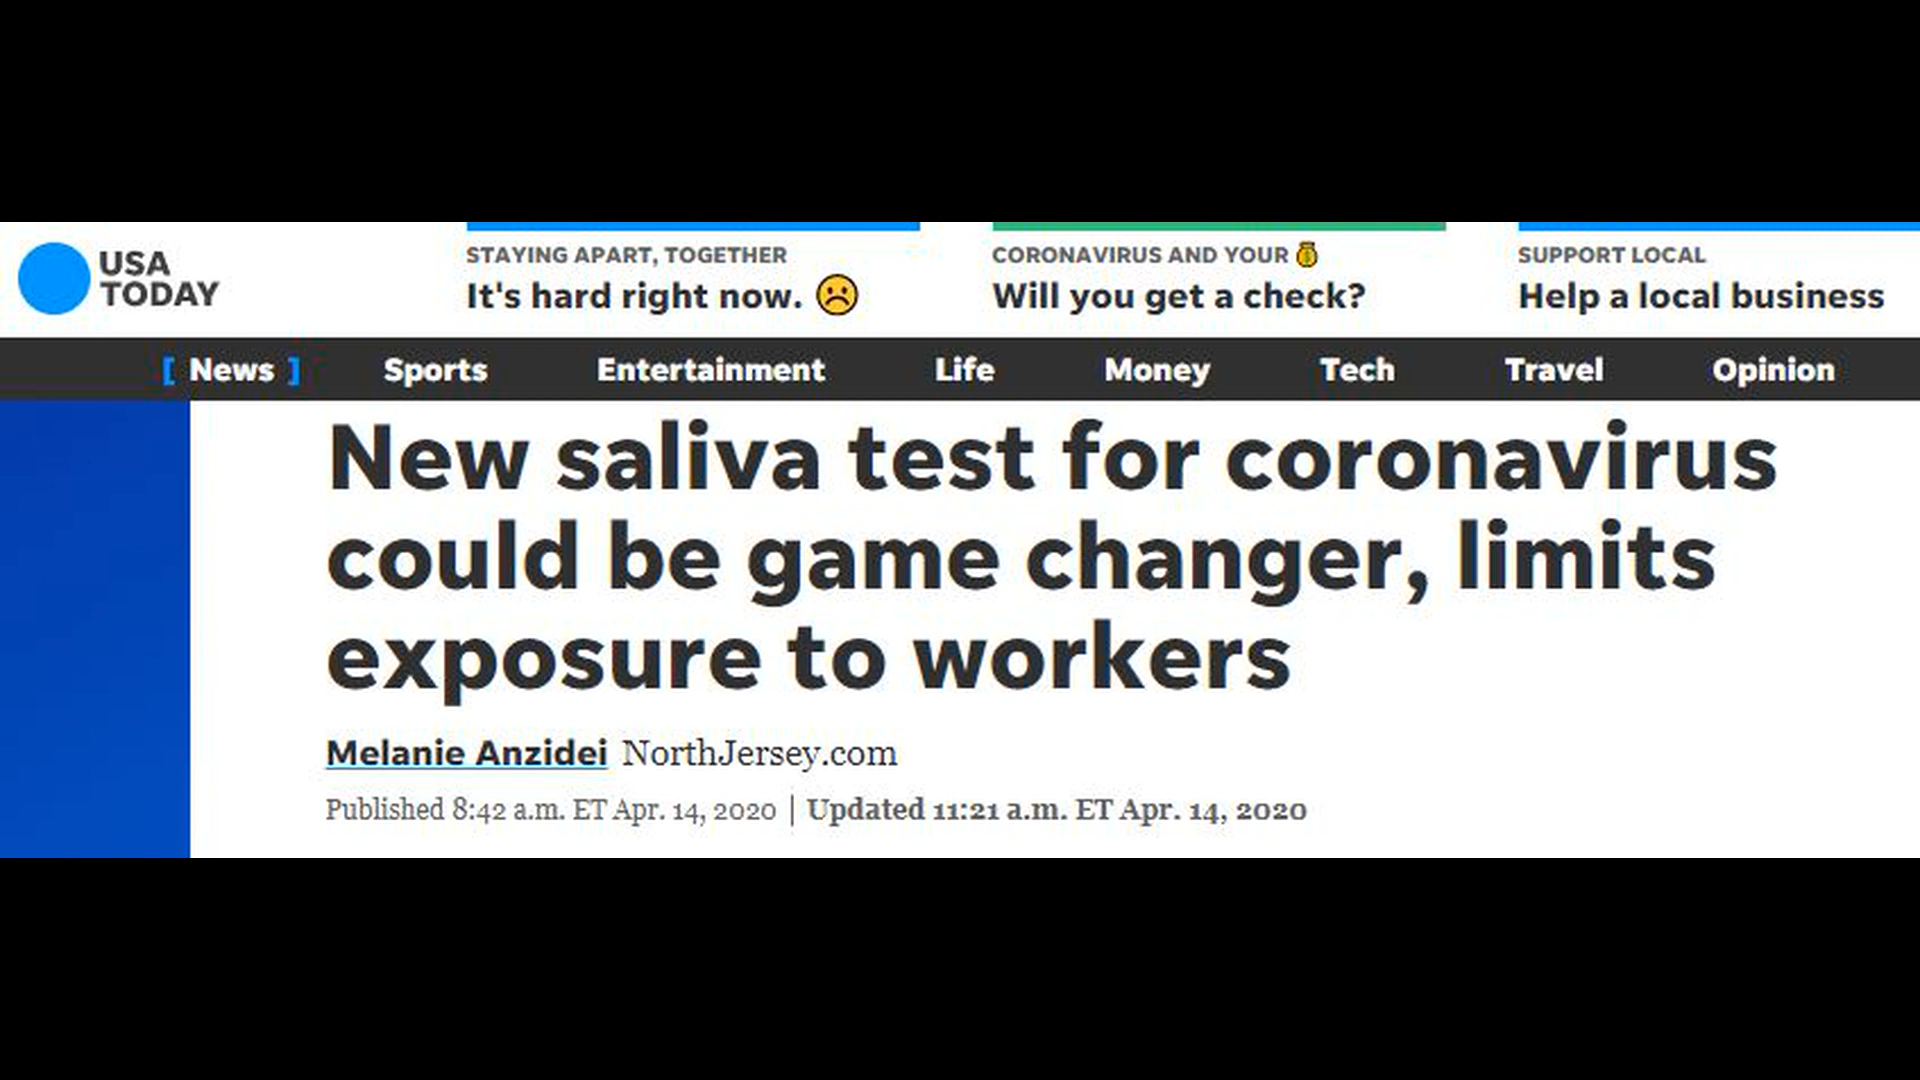 USA
TODAY
STAYING APART, TOGETHER
It's hard right now. ☹️
CORONAVIRUS AND YOUR 💰
Will you get a check?
SUPPORT LOCAL
Help a local business
[ News ] Sports Entertainment Life Money Tech Travel Opinion
New saliva test for coronavirus
could be game changer, limits
exposure to workers
Melanie Anzidei NorthJersey.com
Published 8:42 a.m. ET Apr. 14, 2020 | Updated 11:21 a.m. ET Apr. 14, 2020